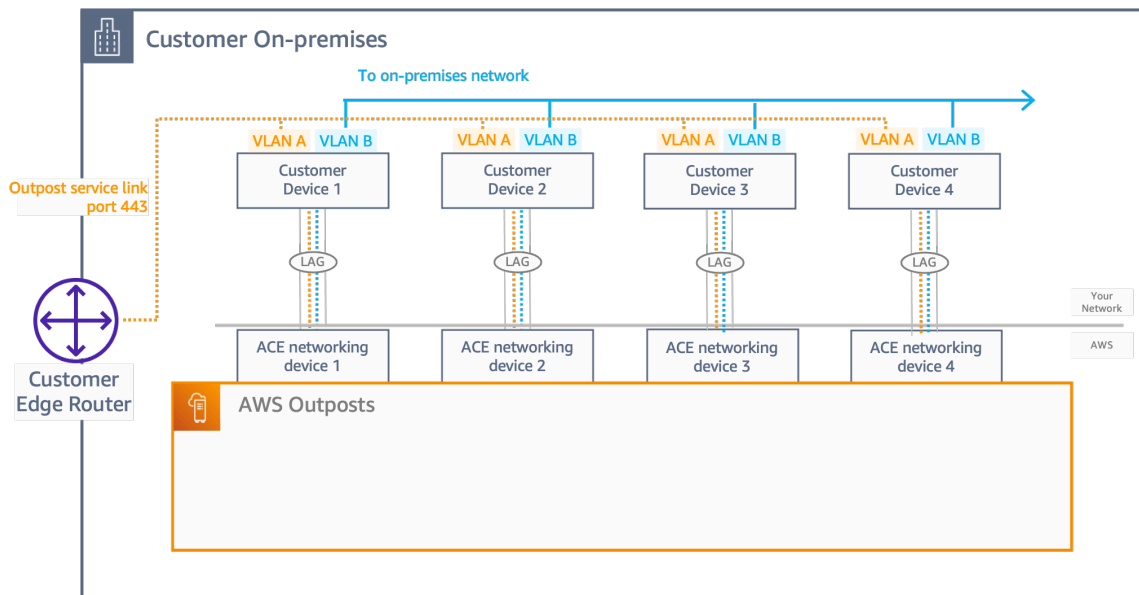 Customer On-premises
To on-premises network
VLAN A VLAN B
VLAN A VLAN B
VLAN A VLAN B
VLAN A VLAN B
Customer
Device 1
Customer
Device 2
Customer
Device 3
Customer
Device 4
Outpost service link
port 443
LAG
LAG
LAG
LAG
Your
Network
AWS
ACE networking
device 1
ACE networking
device 2
ACE networking
device 3
ACE networking
device 4
Customer
Edge Router
AWS Outposts